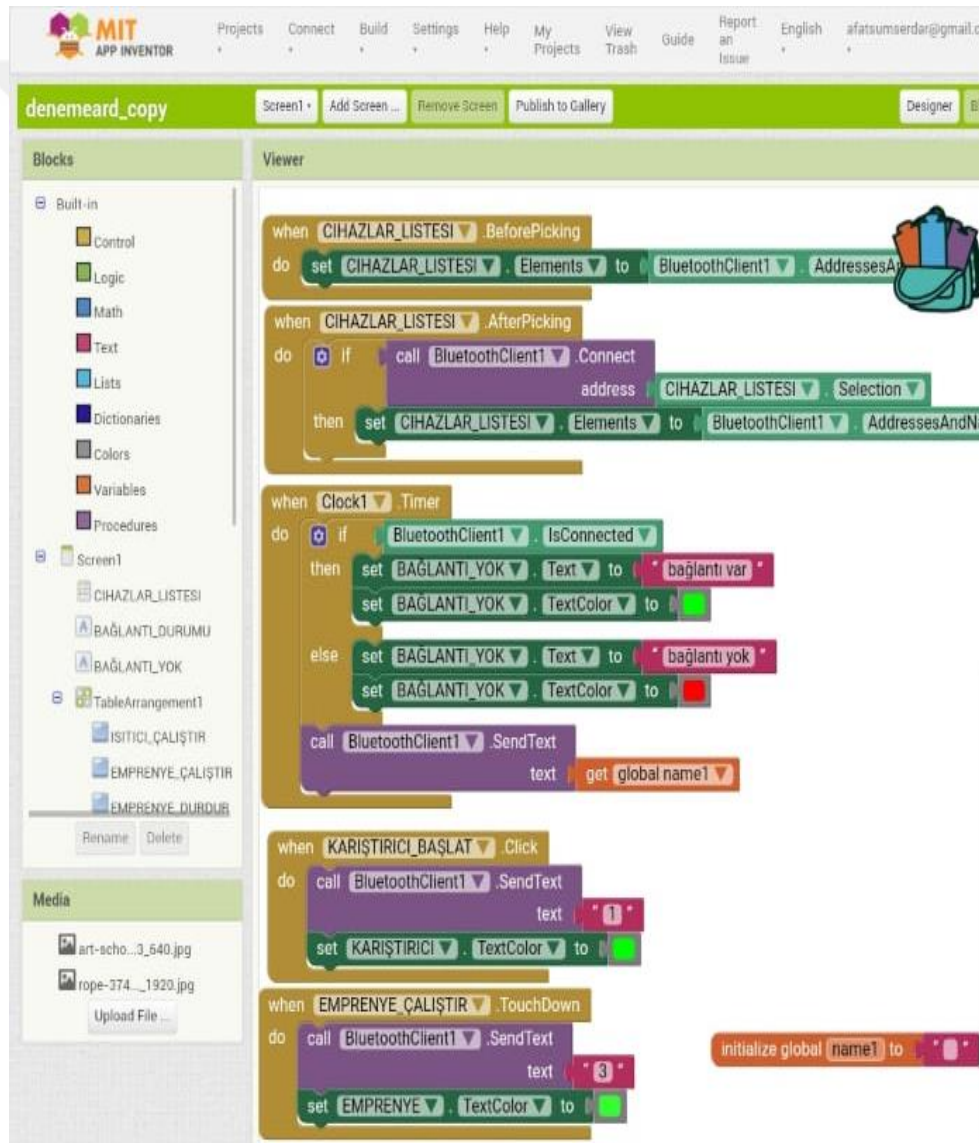 MIT
APP INVENTOR
Projects Connect Build Settings Help My Projects View Trash Guide Report an Issue English afatsumserdar@gmail.c
denemeard_copy Screen1 Add Screen ... Remove Screen Publish to Gallery Designer B
Blocks
Built-in
Control
Logic
Math
Text
Lists
Dictionaries
Colors
Variables
Procedures
Screen1
CIHAZLAR_LISTESI
BAĞLANTI_DURUMU
BAĞLANTI_YOK
TableArrangement1
ISITICI_ÇALIŞTIR
EMPRENYE_ÇALIŞTIR
EMPRENYE_DURDUR
Rename Delete
Media
art-scho...3_640.jpg
rope-374..._1920.jpg
Upload File ...
Viewer
when CIHAZLAR_LISTESI .BeforePicking
do set CIHAZLAR_LISTESI . Elements to BluetoothClient1 . AddressesA
when CIHAZLAR_LISTESI .AfterPicking
do if call BluetoothClient1 .Connect
address CIHAZLAR_LISTESI . Selection
then set CIHAZLAR_LISTESI . Elements to BluetoothClient1 . AddressesAndNa
when Clock1 .Timer
do if BluetoothClient1 . IsConnected
then set BAĞLANTI_YOK . Text to " bağlantı var "
set BAĞLANTI_YOK . TextColor to
else set BAĞLANTI_YOK . Text to " bağlantı yok "
set BAĞLANTI_YOK . TextColor to
call BluetoothClient1 .SendText
text get global name1
when KARIŞTIRICI_BAŞLAT .Click
do call BluetoothClient1 .SendText
text " 1 "
set KARIŞTIRICI . TextColor to
when EMPRENYE_ÇALIŞTIR .TouchDown
do call BluetoothClient1 .SendText
text " 3 "
set EMPRENYE . TextColor to
initialize global name1 to " "